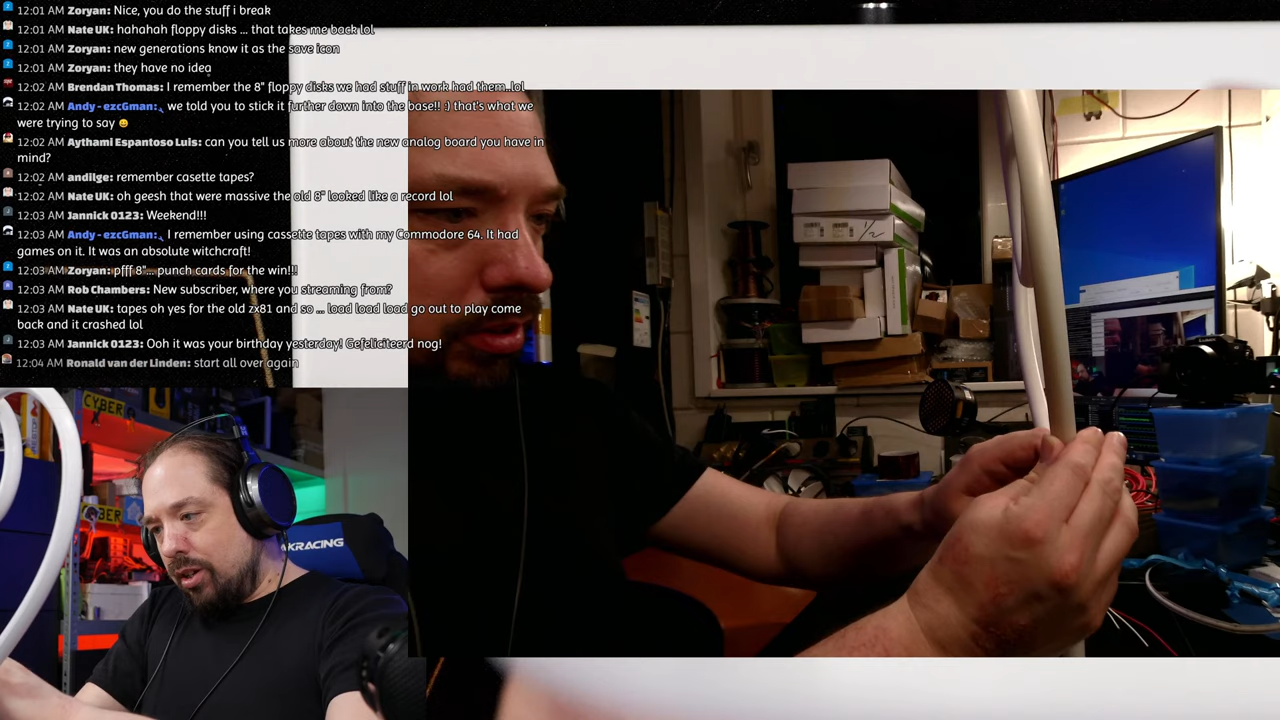 12:01 AM Zoryan: Nice, you do the stuff i break
12:01 AM Nate UK: hahahah floppy disks ... that takes me back lol
12:01 AM Zoryan: new generations know it as the save icon
12:01 AM Zoryan: they have no idea
12:02 AM Brendan Thomas: I remember the 8" floppy disks we had stuff in work had them..lol
12:02 AM Andy - ezcGman: we told you to stick it further down into the base!! :) that's what we
were trying to say 😀
12:02 AM Aythami Espantoso Luis: can you tell us more about the new analog board you have in
mind?
12:02 AM andilge: remember casette tapes?
12:02 AM Nate UK: oh geesh that were massive the old 8" looked like a record lol
12:03 AM Jannick 0123: Weekend!!!
12:03 AM Andy - ezcGman: I remember using cassette tapes with my Commodore 64. It had
games on it. It was an absolute witchcraft!
12:03 AM Zoryan: pfff 8"... punch cards for the win!!!
12:03 AM Rob Chambers: New subscriber, where you streaming from?
12:03 AM Nate UK: tapes oh yes for the old zx81 and so ... load load load go out to play come
back and it crashed lol
12:03 AM Jannick 0123: Ooh it was your birthday yesterday! Gefeliciteerd nog!
12:04 AM Ronald van der Linden: start all over again
1/2
CYBER
CYBER
AKRACING